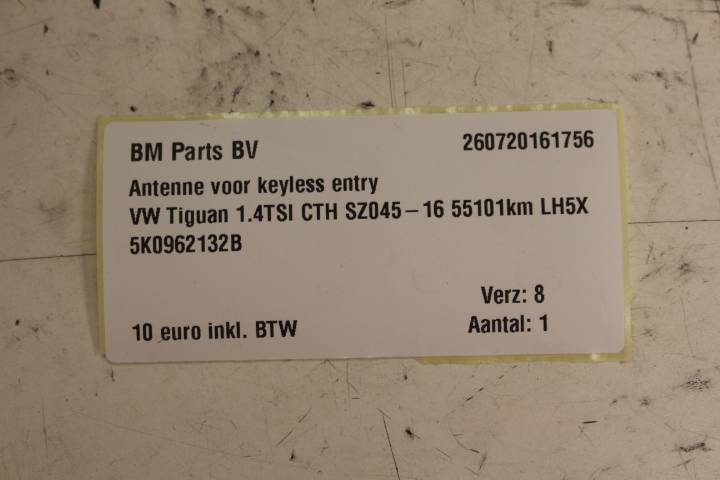 BM Parts BV 260720161756
Antenne voor keyless entry
VW Tiguan 1.4TSI CTH SZ045-16 55101km LH5X
5K0962132B
Verz: 8
10 euro inkl. BTW Aantal: 1